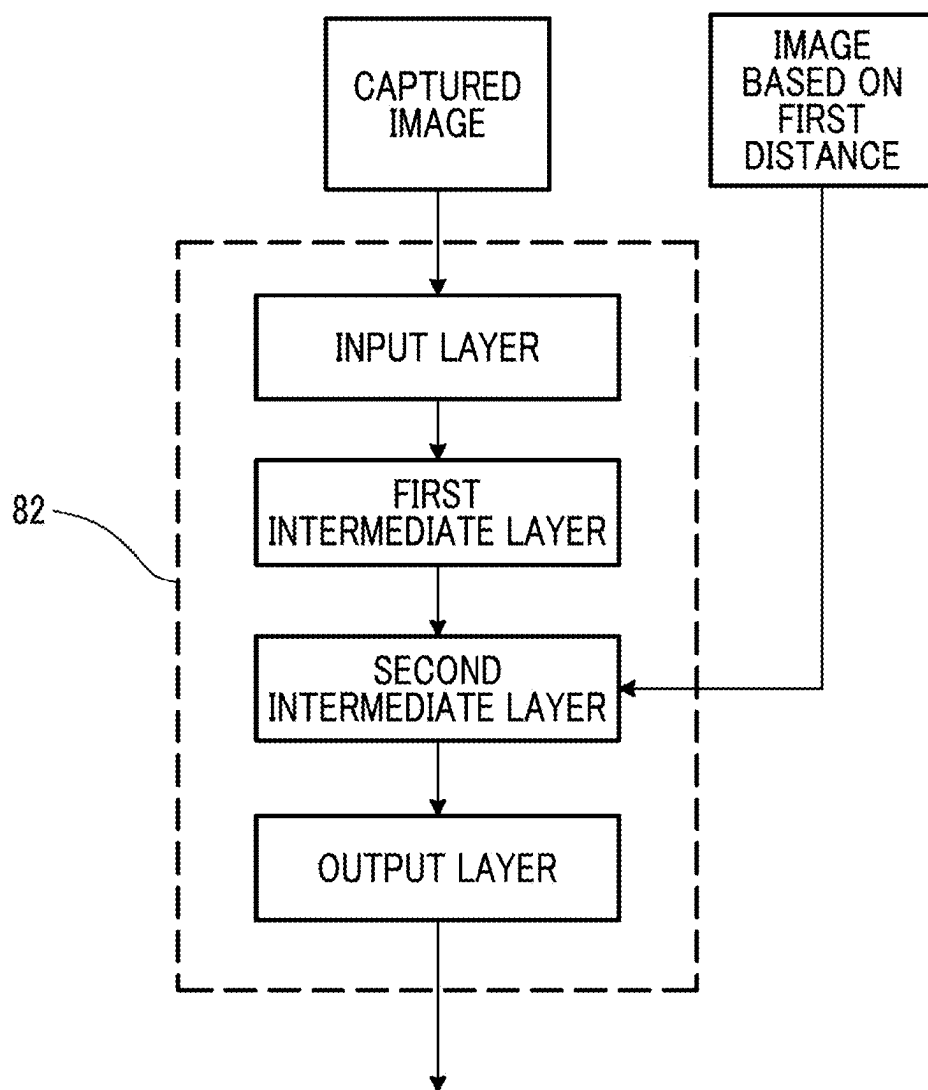 CAPTURED
IMAGE
IMAGE
BASED ON
FIRST
DISTANCE
INPUT LAYER
FIRST
INTERMEDIATE LAYER
82
SECOND
INTERMEDIATE LAYER
OUTPUT LAYER